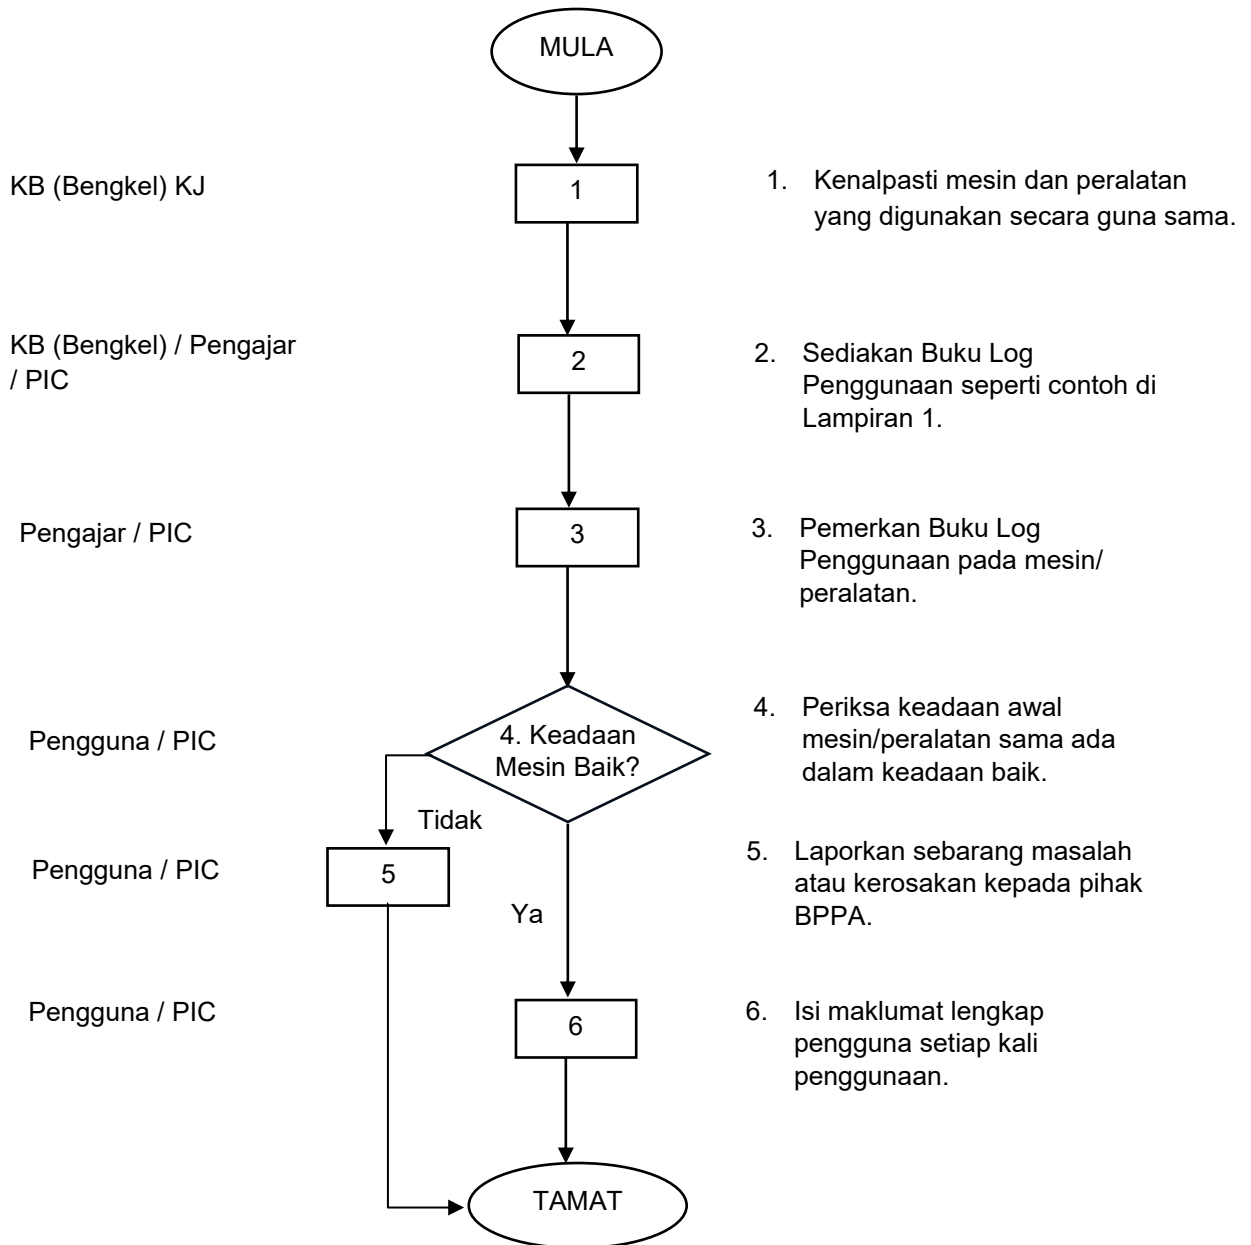 MULA
KB (Bengkel) KJ
1
1. Kenalpasti mesin dan peralatan
yang digunakan secara guna sama.
KB (Bengkel) / Pengajar
/ PIC
2
2. Sediakan Buku Log
Penggunaan seperti contoh di
Lampiran 1.
Pengajar / PIC
3
3. Pemerkan Buku Log
Penggunaan pada mesin/
peralatan.
Pengguna / PIC
4. Keadaan
Mesin Baik?
4. Periksa keadaan awal
mesin/peralatan sama ada
dalam keadaan baik.
Tidak
Pengguna / PIC
5
5. Laporkan sebarang masalah
atau kerosakan kepada pihak
BPPA.
Ya
Pengguna / PIC
6
6. Isi maklumat lengkap
pengguna setiap kali
penggunaan.
TAMAT